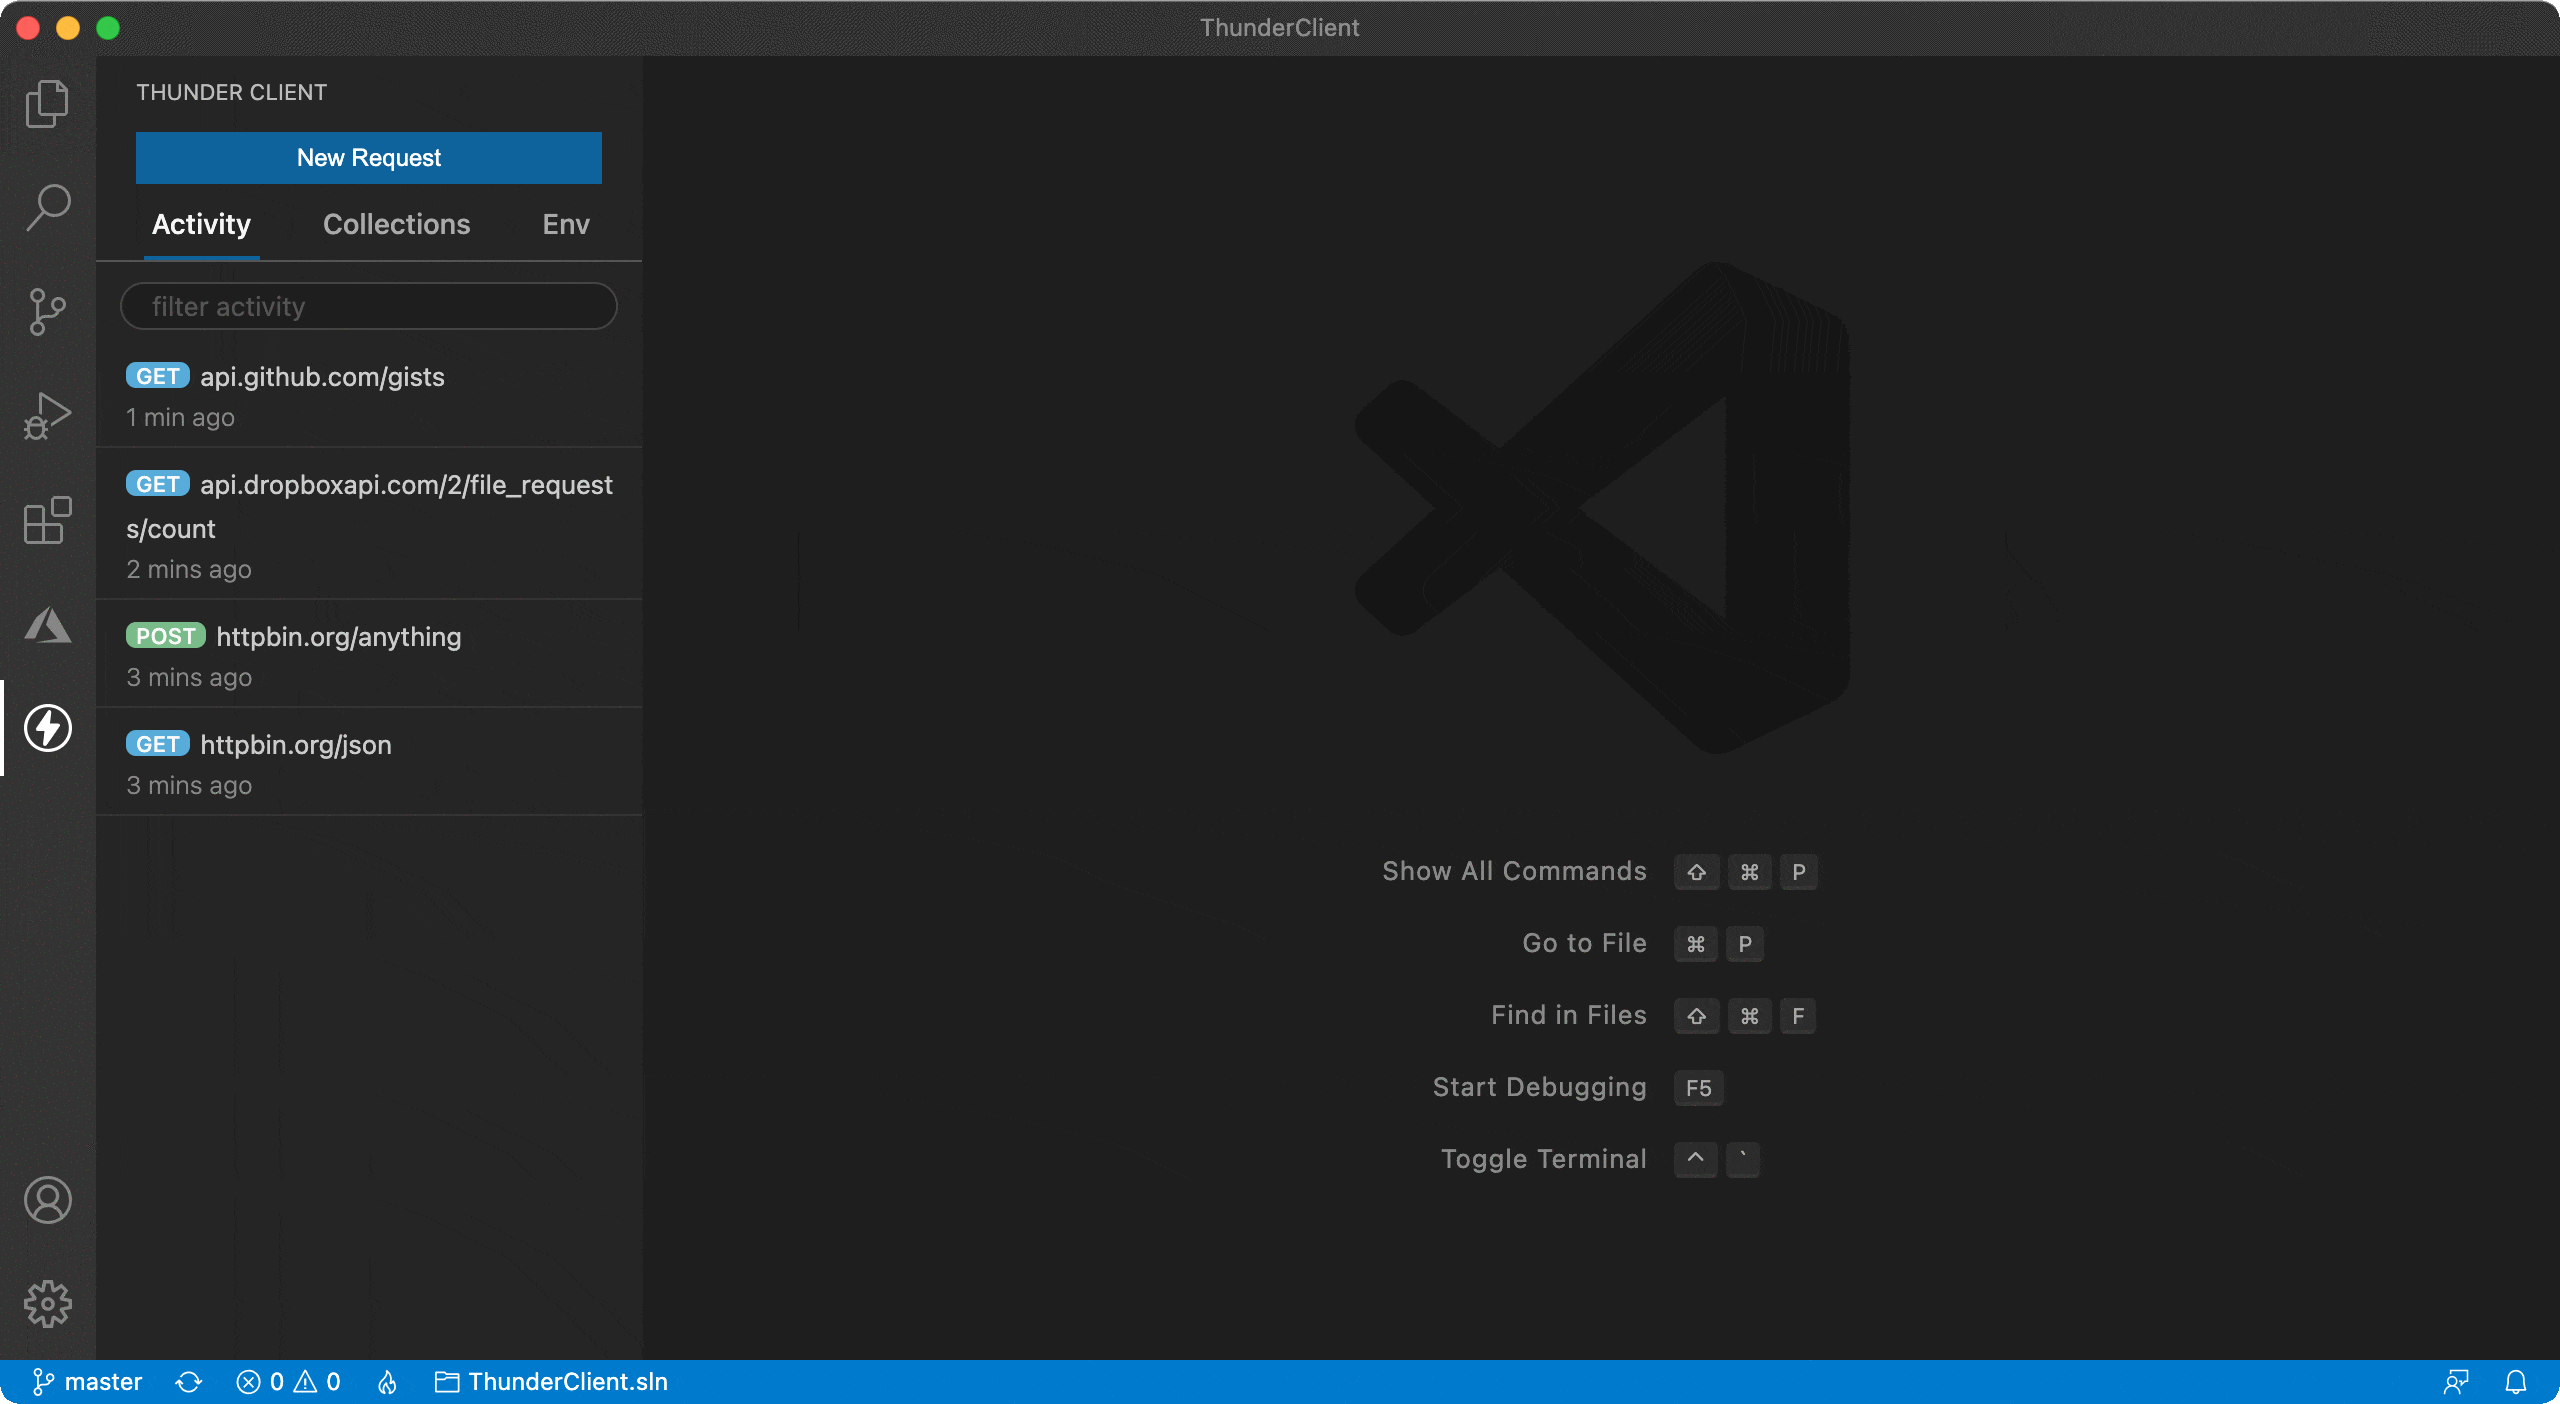 ThunderClient
THUNDER CLIENT
New Request
Activity Collections Env
filter activity
GET api.github.com/gists
1 min ago
GET api.dropboxapi.com/2/file_request
s/count
2 mins ago
POST httpbin.org/anything
3 mins ago
GET httpbin.org/json
3 mins ago
Show All Commands ⇧ ⌘ P
Go to File ⌘ P
Find in Files ⇧ ⌘ F
Start Debugging F5
Toggle Terminal ^ `
master 0 0 ThunderClient.sln